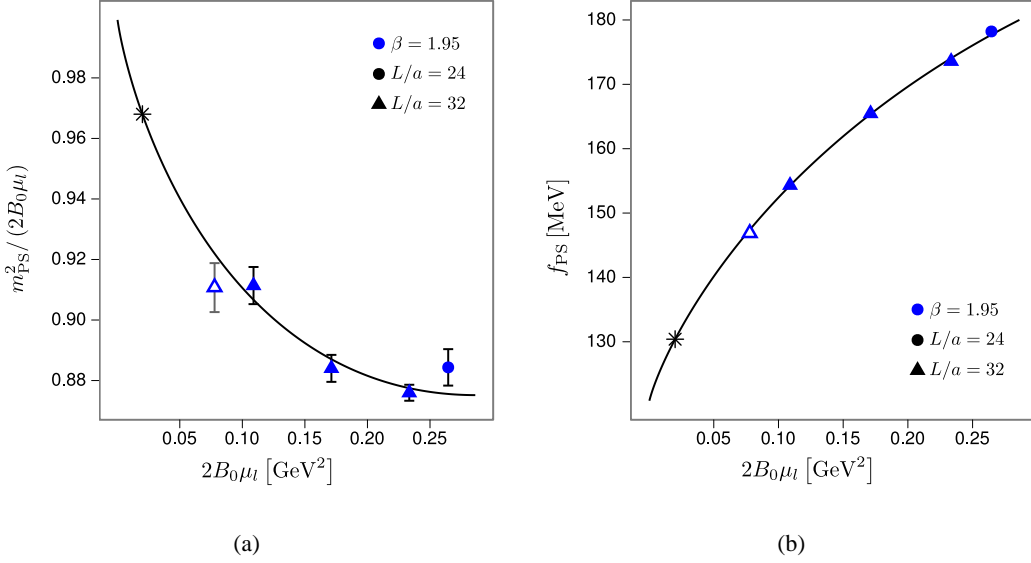 β = 1.95
L/a = 24
L/a = 32
0.98
0.96
0.94
0.92
0.90
0.88
m²_PS/(2B₀μ_l)
0.05 0.10 0.15 0.20 0.25
2B₀μ_l [GeV²]
(a)
180
170
160
150
140
130
f_PS [MeV]
β = 1.95
L/a = 24
L/a = 32
0.05 0.10 0.15 0.20 0.25
2B₀μ_l [GeV²]
(b)